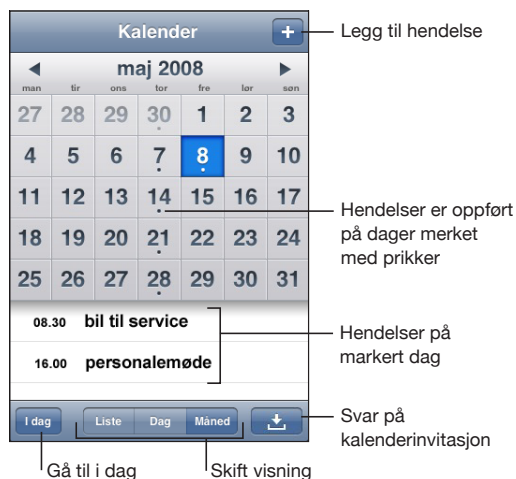 Kalender
+
Legg til hendelse
maj 2008
man tir ons tor fre lør søn
27 28 29 30 1 2 3
4 5 6 7 8 9 10
11 12 13 14 15 16 17
18 19 20 21 22 23 24
25 26 27 28 29 30 31
Hendelser er oppført
på dager merket
med prikker
08.30 bil til service
16.00 personalemøde
Hendelser på
markert dag
I dag Liste Dag Måned
Svar på
kalenderinvitasjon
Gå til i dag
Skift visning